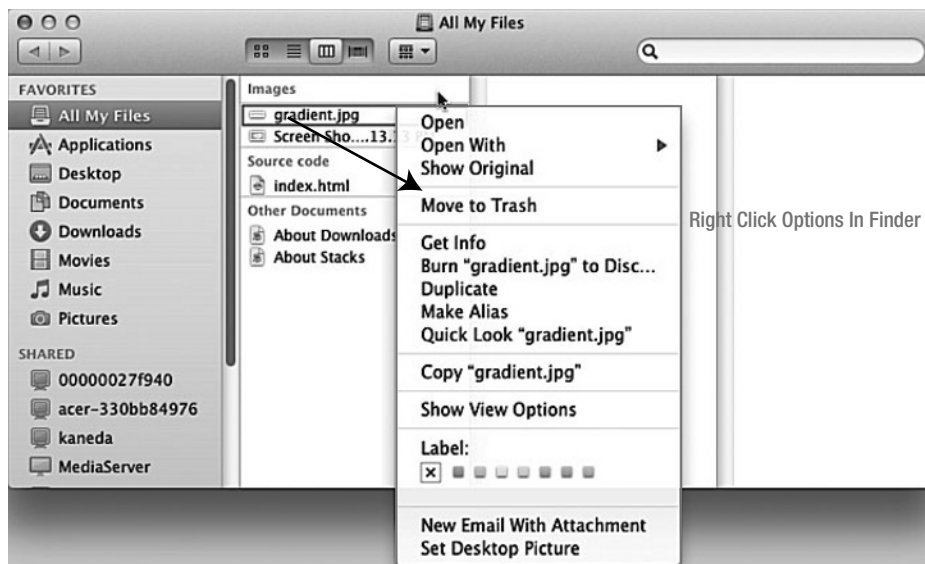 All My Files
FAVORITES
All My Files
Applications
Desktop
Documents
Downloads
Movies
Music
Pictures
SHARED
00000027f940
acer-330bb84976
kaneda
MediaServer
Images
gradient.jpg
Screen Sho....13.
Source code
index.html
Other Documents
About Downloads
About Stacks
Open
Open With
Show Original
Move to Trash
Get Info
Burn “gradient.jpg” to Disc...
Duplicate
Make Alias
Quick Look “gradient.jpg”
Copy “gradient.jpg”
Show View Options
Label:
New Email With Attachment
Set Desktop Picture
Right Click Options In Finder